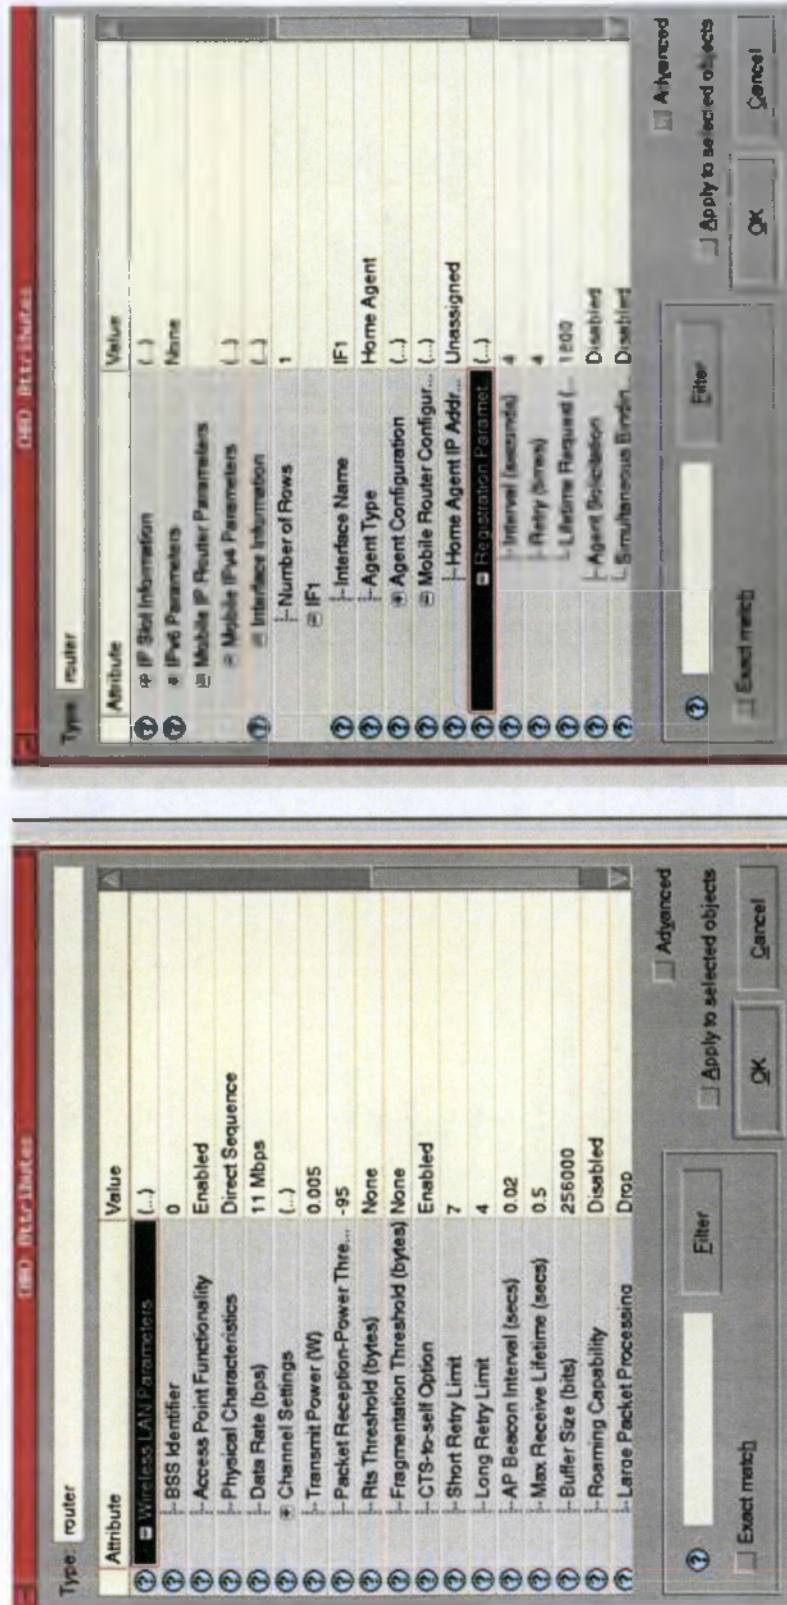 (HA) Attributes
Type: router
Attribute Value
Wireless LAN Parameters (...)
BSS Identifier 0
Access Point Functionality Enabled
Physical Characteristics Direct Sequence
Data Rate (bps) 11 Mbps
Channel Settings (...)
Transmit Power (W) 0.005
Packet Reception-Power Thre... -95
Rts Threshold (bytes) None
Fragmentation Threshold (bytes) None
CTS-to-self Option Enabled
Short Retry Limit 7
Long Retry Limit 4
AP Beacon Interval (secs) 0.02
Max Receive Lifetime (secs) 0.5
Buffer Size (bits) 256000
Roaming Capability Disabled
Large Packet Processing Drop
Advanced
Filter
Apply to selected objects
Exact match
OK
Cancel
(HA) Attributes
Type: router
Attribute Value
IP Slot Information (...)
IPv6 Parameters None
Mobile IP Router Parameters
Mobile IPv4 Parameters (...)
Interface Information (...)
Number of Rows 1
IF1
Interface Name IF1
Agent Type Home Agent
Agent Configuration (...)
Mobile Router Configur... (...)
Home Agent IP Addr... Unassigned
Registration Paramet... (...)
Interval (seconds) 4
Retry (times) 4
Lifetime Request (... 1800
Agent Solicitation Disabled
Simultaneous Bindin... Disabled
Advanced
Filter
Apply to selected objects
Exact match
OK
Cancel